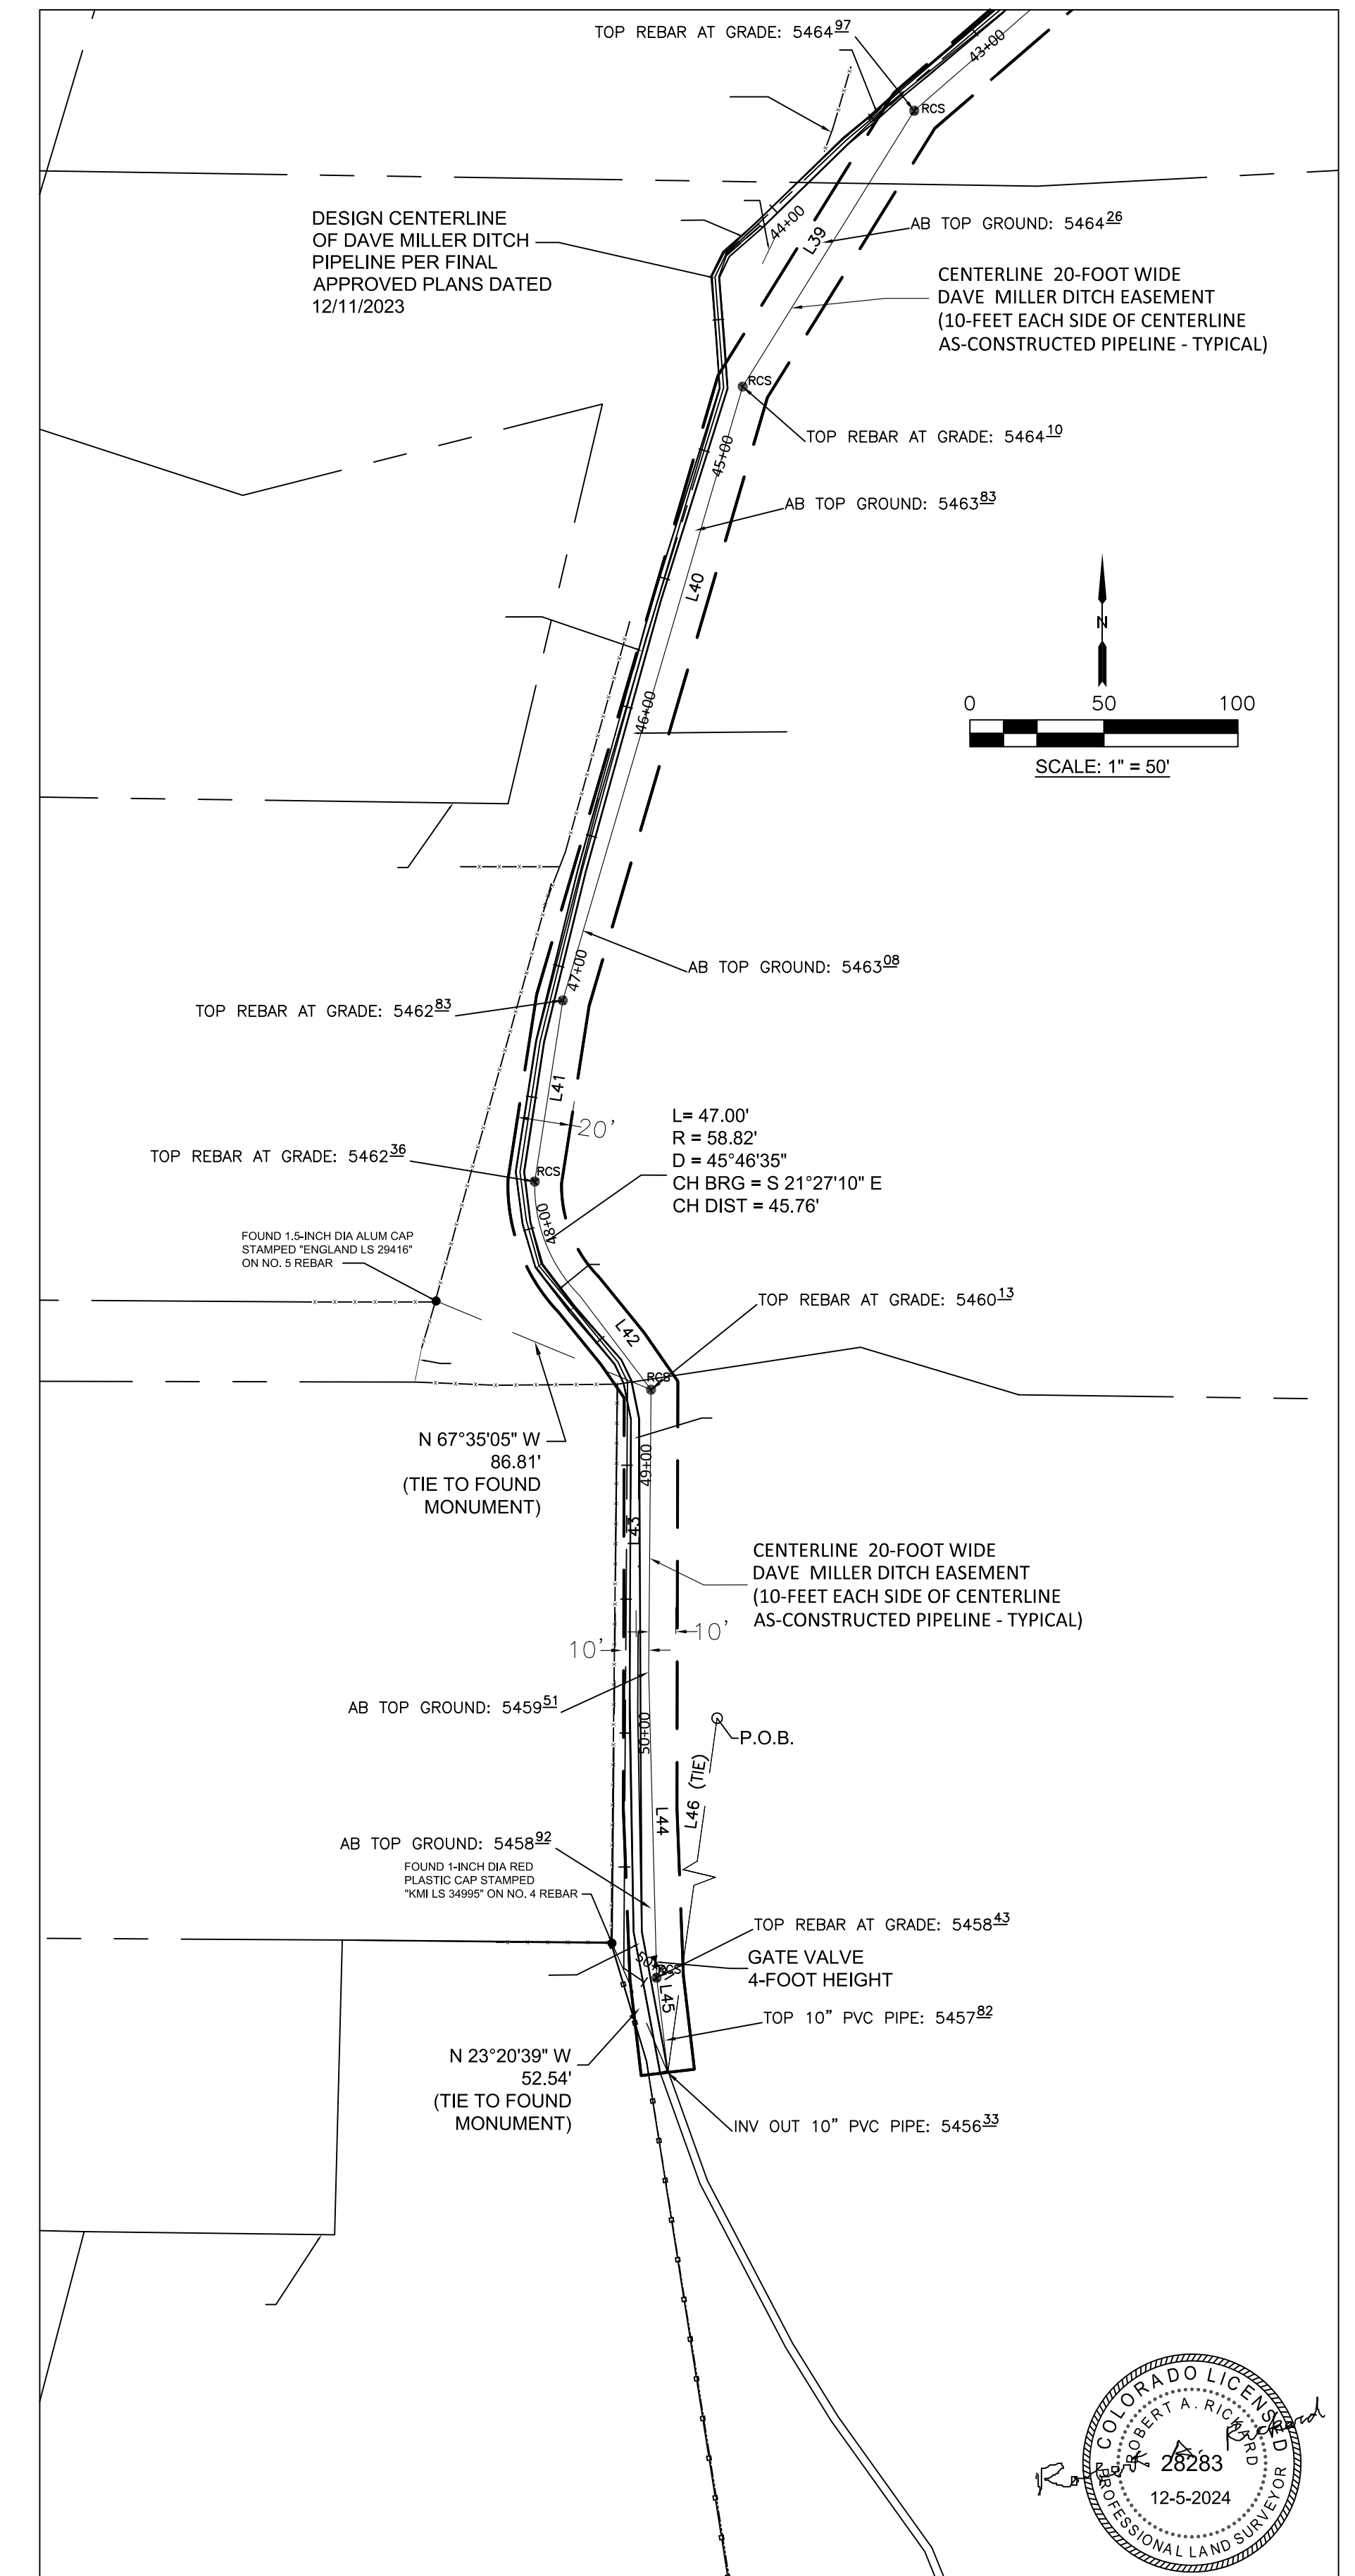 TOP REBAR AT GRADE: 5464 97
43+00
RCS
DESIGN CENTERLINE
OF DAVE MILLER DITCH
PIPELINE PER FINAL
APPROVED PLANS DATED
12/11/2023
44+00
L39
AB TOP GROUND: 5464 26
CENTERLINE 20-FOOT WIDE
DAVE MILLER DITCH EASEMENT
(10-FEET EACH SIDE OF CENTERLINE
AS-CONSTRUCTED PIPELINE - TYPICAL)
RCS
TOP REBAR AT GRADE: 5464 10
45+00
AB TOP GROUND: 5463 83
L40
N
0 50 100
SCALE: 1" = 50'
46+00
AB TOP GROUND: 5463 08
47+00
TOP REBAR AT GRADE: 5462 83
L41
20'
L= 47.00'
R = 58.82'
D = 45°46'35"
CH BRG = S 21°27'10" E
CH DIST = 45.76'
TOP REBAR AT GRADE: 5462 36
RCS
48+00
FOUND 1.5-INCH DIA ALUM CAP
STAMPED "ENGLAND LS 29416"
ON NO. 5 REBAR
TOP REBAR AT GRADE: 5460 13
L42
RCS
N 67°35'05" W
86.81'
(TIE TO FOUND
MONUMENT)
49+00
L43
CENTERLINE 20-FOOT WIDE
DAVE MILLER DITCH EASEMENT
(10-FEET EACH SIDE OF CENTERLINE
AS-CONSTRUCTED PIPELINE - TYPICAL)
10' 10'
AB TOP GROUND: 5459 51
50+00
P.O.B.
L46 (TIE)
L44
AB TOP GROUND: 5458 92
FOUND 1-INCH DIA RED
PLASTIC CAP STAMPED
"KMI LS 34995" ON NO. 4 REBAR
TOP REBAR AT GRADE: 5458 43
GATE VALVE
4-FOOT HEIGHT
RCS
L45
TOP 10" PVC PIPE: 5457 82
N 23°20'39" W
52.54'
(TIE TO FOUND
MONUMENT)
INV OUT 10" PVC PIPE: 5456 33
COLORADO LICENSED
ROBERT A. RICKARD
28283
12-5-2024
PROFESSIONAL LAND SURVEYOR
Robert A. Rickard